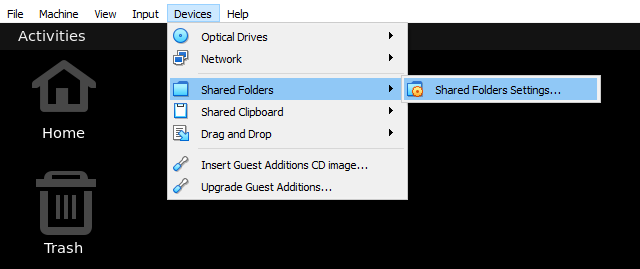 File Machine View Input Devices Help
Activities
Optical Drives
Network
Shared Folders
Shared Folders Settings...
Shared Clipboard
Drag and Drop
Insert Guest Additions CD image...
Upgrade Guest Additions...
Home
Trash